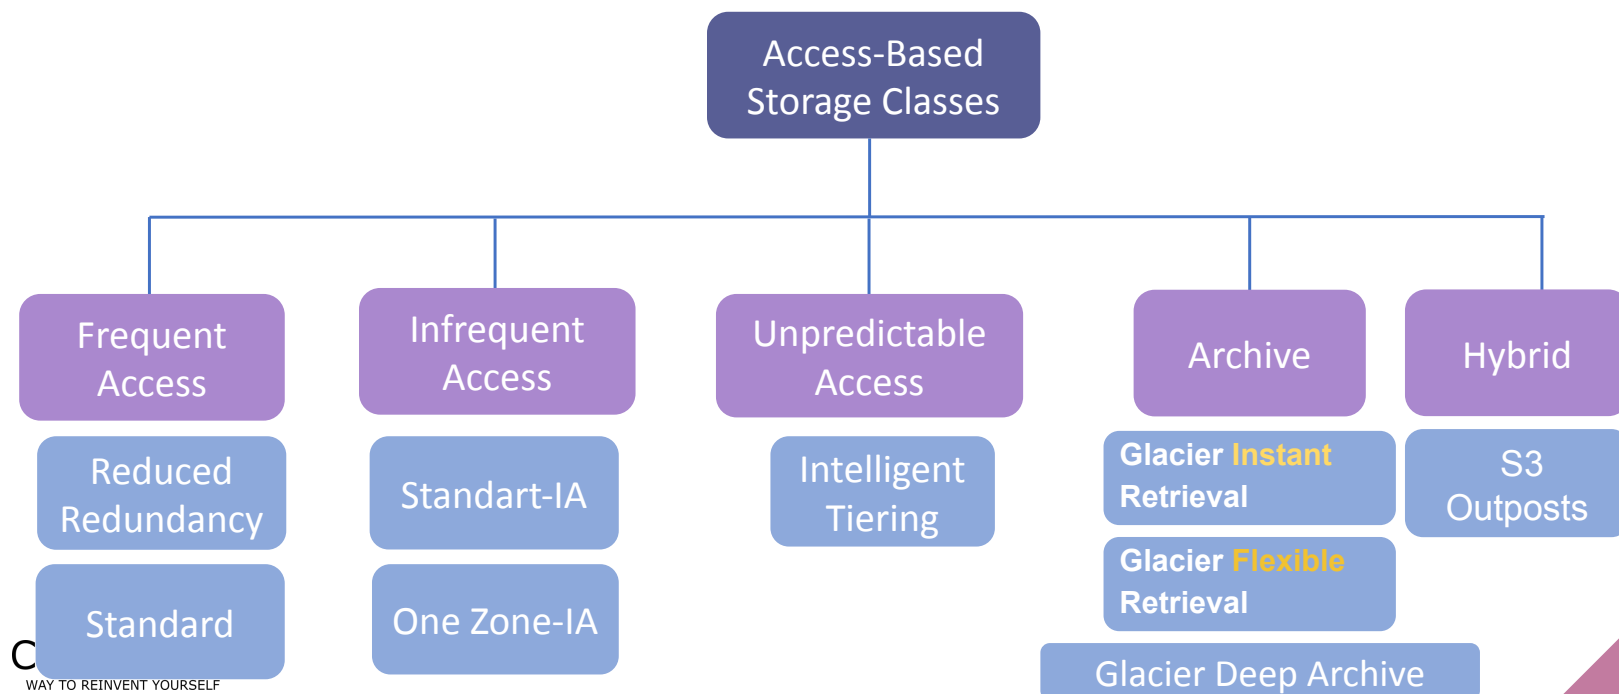 Access-Based
Storage Classes
Frequent
Access
Infrequent
Access
Unpredictable
Access
Archive
Hybrid
Reduced
Redundancy
Standard
Standart-IA
One Zone-IA
Intelligent
Tiering
Glacier Instant
Retrieval
Glacier Flexible
Retrieval
Glacier Deep Archive
S3
Outposts
C
WAY TO REINVENT YOURSELF